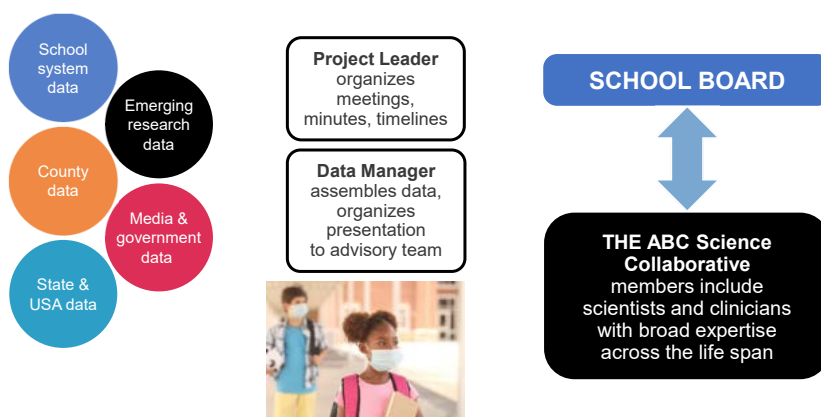 School
system
data
Emerging
research
data
County
data
Media &
government
data
State &
USA data
Project Leader
organizes
meetings,
minutes, timelines
Data Manager
assembles data,
organizes
presentation
to advisory team
SCHOOL BOARD
THE ABC Science
Collaborative
members include
scientists and clinicians
with broad expertise
across the life span